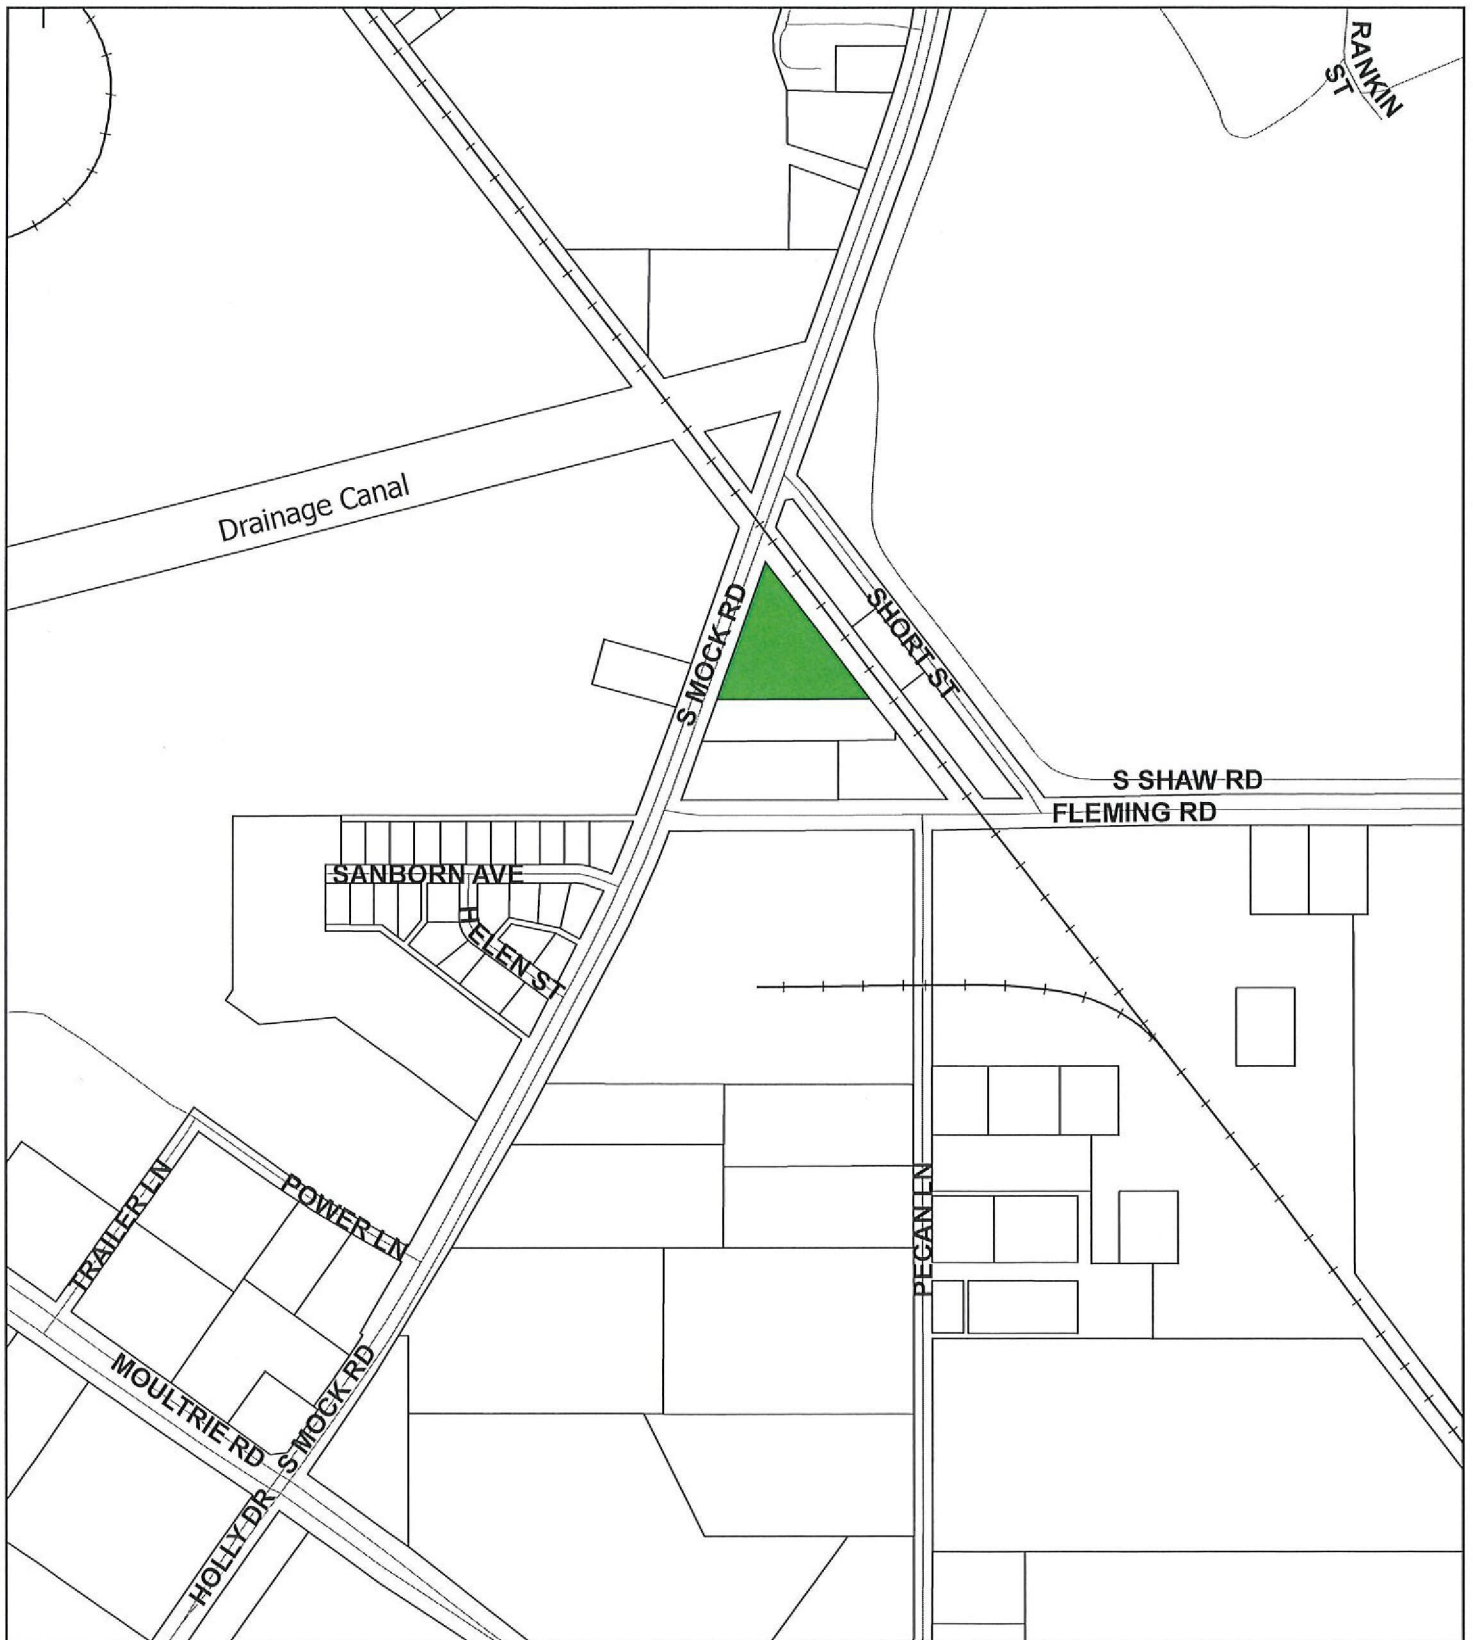 RANKIN
ST
Drainage Canal
S MOCK RD
SHORT ST
S SHAW RD
FLEMING RD
SANBORN AVE
HELEN ST
TRAILER LN
POWER LN
PECAN LN
MOULTRIE RD
S MOCK RD
HOLLY DR